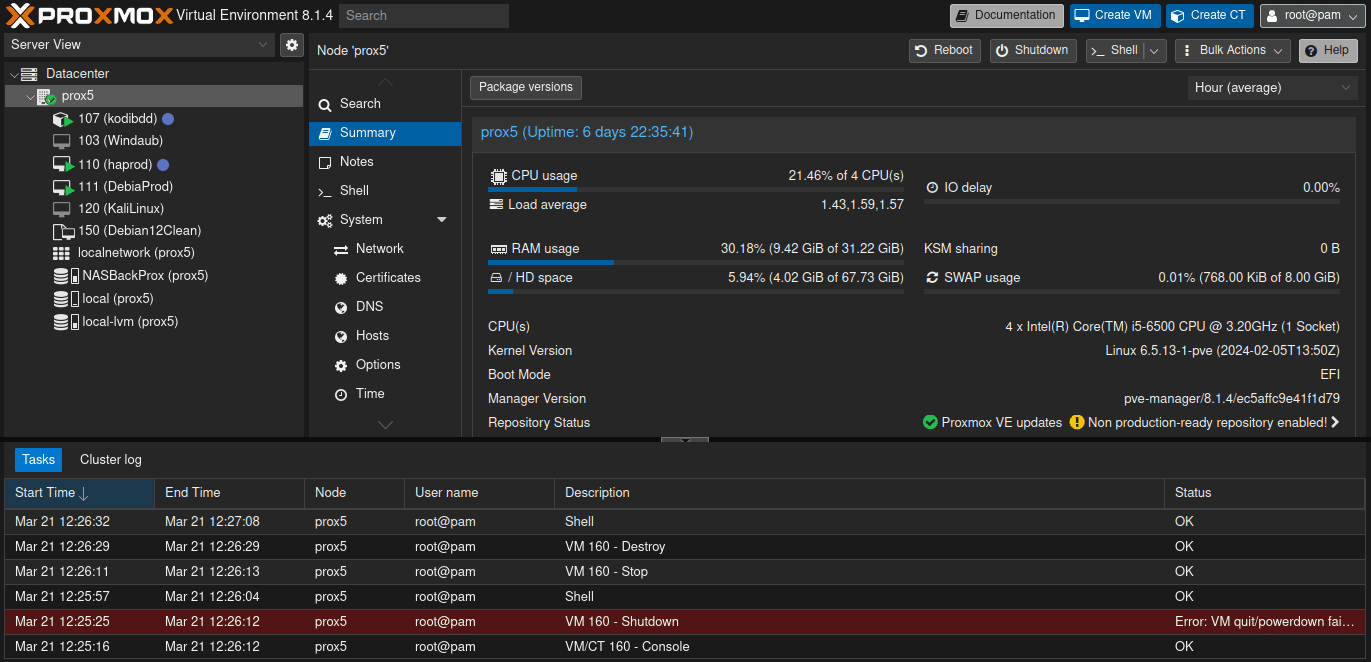 PROXMOX Virtual Environment 8.1.4 Search Documentation Create VM Create CT root@pam
Server View
Datacenter
prox5
107 (kodibdd)
103 (Windaub)
110 (haprod)
111 (DebiaProd)
120 (KaliLinux)
150 (Debian12Clean)
localnetwork (prox5)
NASBackProx (prox5)
local (prox5)
local-lvm (prox5)
Node 'prox5' Reboot Shutdown >_ Shell Bulk Actions Help
Search
Summary
Notes
>_ Shell
System
Network
Certificates
DNS
Hosts
Options
Time
Package versions Hour (average)
prox5 (Uptime: 6 days 22:35:41)
CPU usage 21.46% of 4 CPU(s)
IO delay 0.00%
Load average 1.43,1.59,1.57
RAM usage 30.18% (9.42 GiB of 31.22 GiB) KSM sharing 0 B
/ HD space 5.94% (4.02 GiB of 67.73 GiB) SWAP usage 0.01% (768.00 KiB of 8.00 GiB)
CPU(s) 4 x Intel(R) Core(TM) i5-6500 CPU @ 3.20GHz (1 Socket)
Kernel Version Linux 6.5.13-1-pve (2024-02-05T13:50Z)
Boot Mode EFI
Manager Version pve-manager/8.1.4/ec5affc9e41f1d79
Repository Status Proxmox VE updates Non production-ready repository enabled!
Tasks Cluster log
Start Time End Time Node User name Description Status
Mar 21 12:26:32 Mar 21 12:27:08 prox5 root@pam Shell OK
Mar 21 12:26:29 Mar 21 12:26:29 prox5 root@pam VM 160 - Destroy OK
Mar 21 12:26:11 Mar 21 12:26:13 prox5 root@pam VM 160 - Stop OK
Mar 21 12:25:57 Mar 21 12:26:04 prox5 root@pam Shell OK
Mar 21 12:25:25 Mar 21 12:26:12 prox5 root@pam VM 160 - Shutdown Error: VM quit/powerdown fai...
Mar 21 12:25:16 Mar 21 12:26:12 prox5 root@pam VM/CT 160 - Console OK